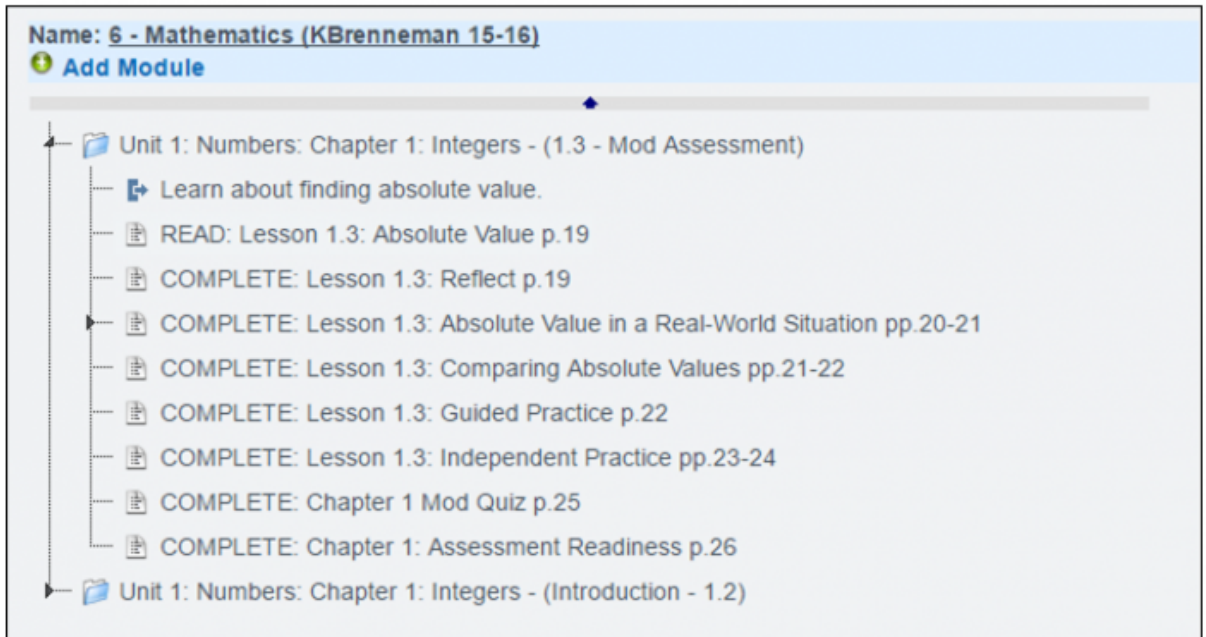 Name: 6 - Mathematics (KBrenneman 15-16)
Add Module
Unit 1: Numbers: Chapter 1: Integers - (1.3 - Mod Assessment)
Learn about finding absolute value.
READ: Lesson 1.3: Absolute Value p.19
COMPLETE: Lesson 1.3: Reflect p.19
COMPLETE: Lesson 1.3: Absolute Value in a Real-World Situation pp.20-21
COMPLETE: Lesson 1.3: Comparing Absolute Values pp.21-22
COMPLETE: Lesson 1.3: Guided Practice p.22
COMPLETE: Lesson 1.3: Independent Practice pp.23-24
COMPLETE: Chapter 1 Mod Quiz p.25
COMPLETE: Chapter 1: Assessment Readiness p.26
Unit 1: Numbers: Chapter 1: Integers - (Introduction - 1.2)